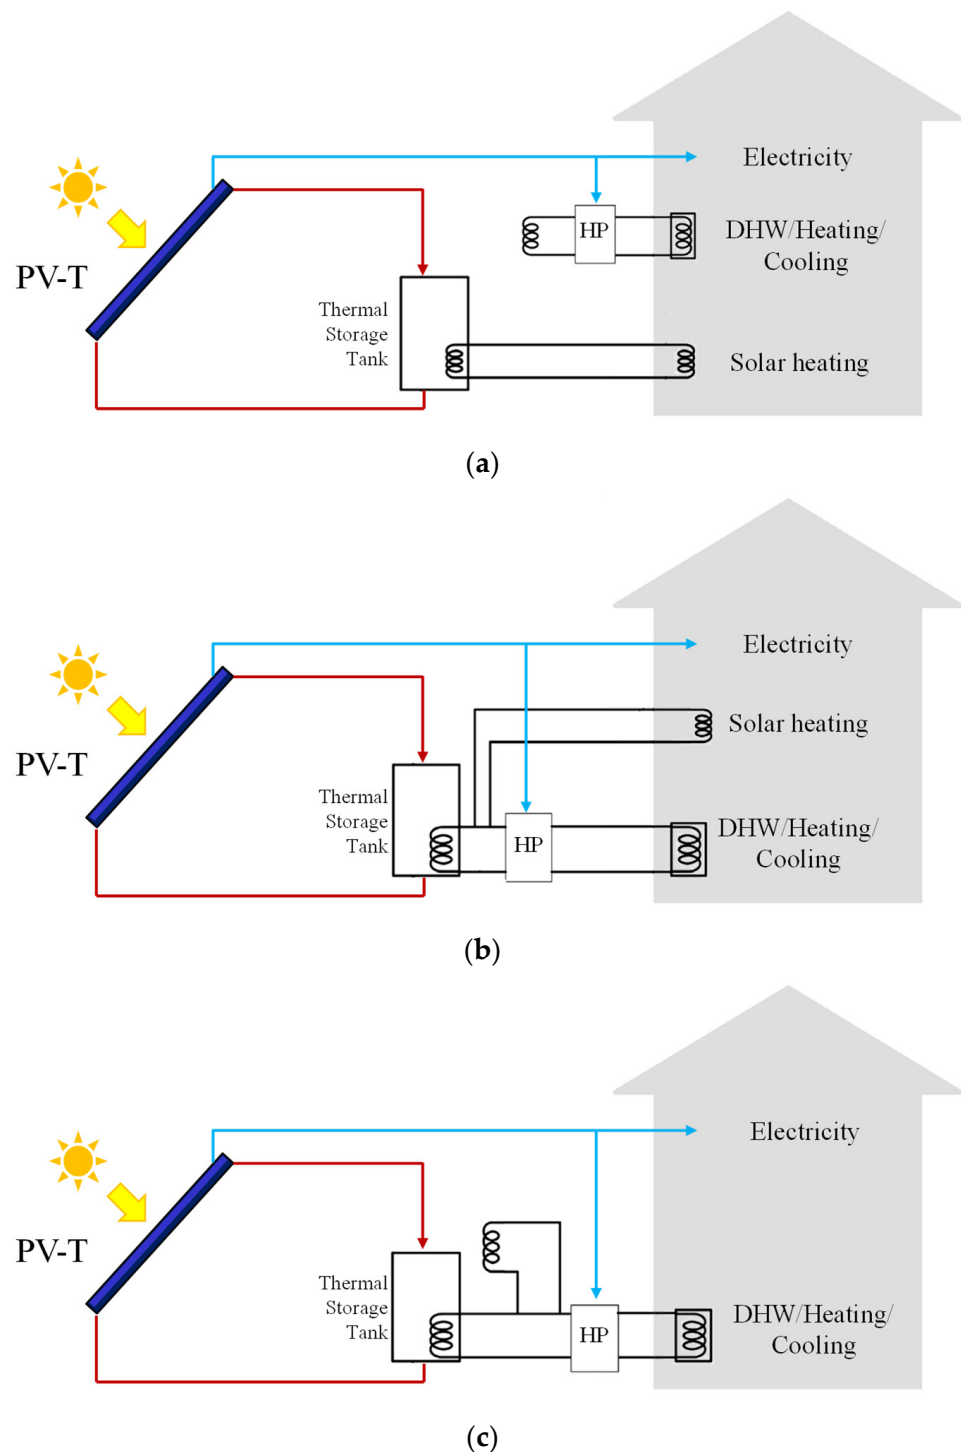 Electricity
HP
DHW/Heating/
Cooling
PV-T
Thermal
Storage
Tank
Solar heating
(a)
Electricity
Solar heating
PV-T
Thermal
Storage
Tank
HP
DHW/Heating/
Cooling
(b)
Electricity
PV-T
Thermal
Storage
Tank
HP
DHW/Heating/
Cooling
(c)